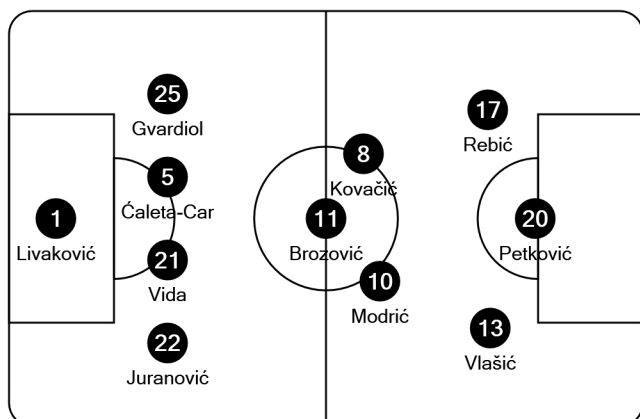 25
Gvardiol
5
Ćaleta-Car
1
Livaković
21
Vida
22
Juranović
8
Kovačić
11
Brozović
10
Modrić
17
Rebić
20
Petković
13
Vlašić